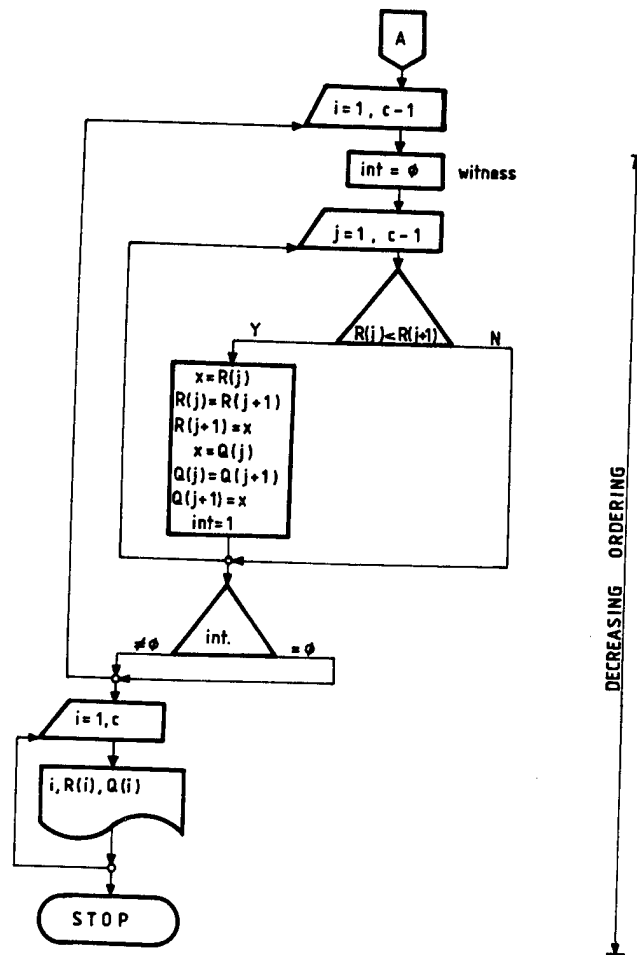 A
i=1, c-1
int = ϕ witness
j=1, c-1
R(j)<R(j+1)
Y N
x=R(j)
R(j)=R(j+1)
R(j+1)=x
x=Q(j)
Q(j)=Q(j+1)
Q(j+1)=x
int=1
int.
≠ϕ =ϕ
i=1,c
i,R(i),Q(i)
STOP
DECREASING ORDERING